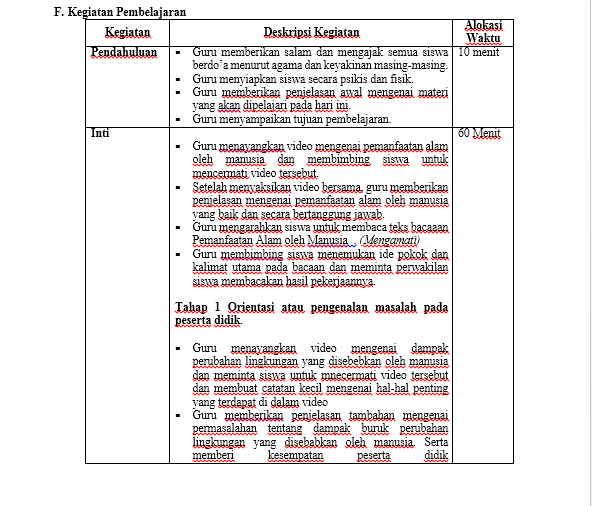 F. Kegiatan Pembelajaran
Kegiatan
Deskripsi Kegiatan
Alokasi
Waktu
Pendahuluan
▪ Guru memberikan salam dan mengajak semua siswa
berdo’a menurut agama dan keyakinan masing-masing.
▪ Guru menyiapkan siswa secara psikis dan fisik.
▪ Guru memberikan penjelasan awal mengenai materi
yang akan dipelajari pada hari ini.
▪ Guru menyampaikan tujuan pembelajaran.
10 menit
Inti
▪ Guru menayangkan video mengenai pemanfaatan alam
oleh manusia dan membimbing siswa untuk
mencermati video tersebut.
▪ Setelah menyaksikan video bersama, guru memberikan
penjelasan mengenai pemanfaatan alam oleh manusia
yang baik dan secara bertanggung jawab.
▪ Guru mengarahkan siswa untuk membaca teks bacaaan
Pemanfaatan Alam oleh Manusia . (Mengamati)
▪ Guru membimbing siswa menemukan ide pokok dan
kalimat utama pada bacaan dan meminta perwakilan
siswa membacakan hasil pekerjaannya.
Tahap 1 Orientasi atau pengenalan masalah pada
peserta didik.
▪ Guru menayangkan video mengenai dampak
perubahan lingkungan yang disebebkan oleh manusia
dan meminta siswa untuk mnecermati video tersebut
dan membuat catatan kecil mengenai hal-hal penting
yang terdapat di dalam video
▪ Guru memberikan penjelasan tambahan mengenai
permasalahan tentang dampak buruk perubahan
lingkungan yang disebabkan oleh manusia. Serta
memberi kesempatan peserta didik
60 Menit